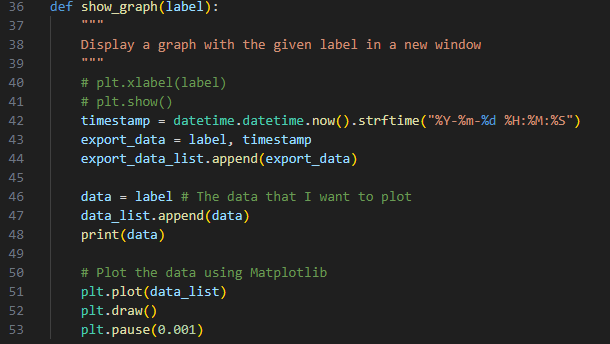 36 def show_graph(label):
37     """
38     Display a graph with the given label in a new window
39     """
40     # plt.xlabel(label)
41     # plt.show()
42     timestamp = datetime.datetime.now().strftime("%Y-%m-%d %H:%M:%S")
43     export_data = label, timestamp
44     export_data_list.append(export_data)
45
46     data = label # The data that I want to plot
47     data_list.append(data)
48     print(data)
49
50     # Plot the data using Matplotlib
51     plt.plot(data_list)
52     plt.draw()
53     plt.pause(0.001)